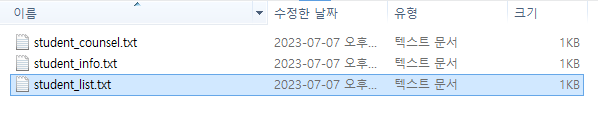 이름 수정한 날짜 유형 크기
student_counsel.txt 2023-07-07 오후... 텍스트 문서 1KB
student_info.txt 2023-07-07 오후... 텍스트 문서 1KB
student_list.txt 2023-07-07 오후... 텍스트 문서 1KB